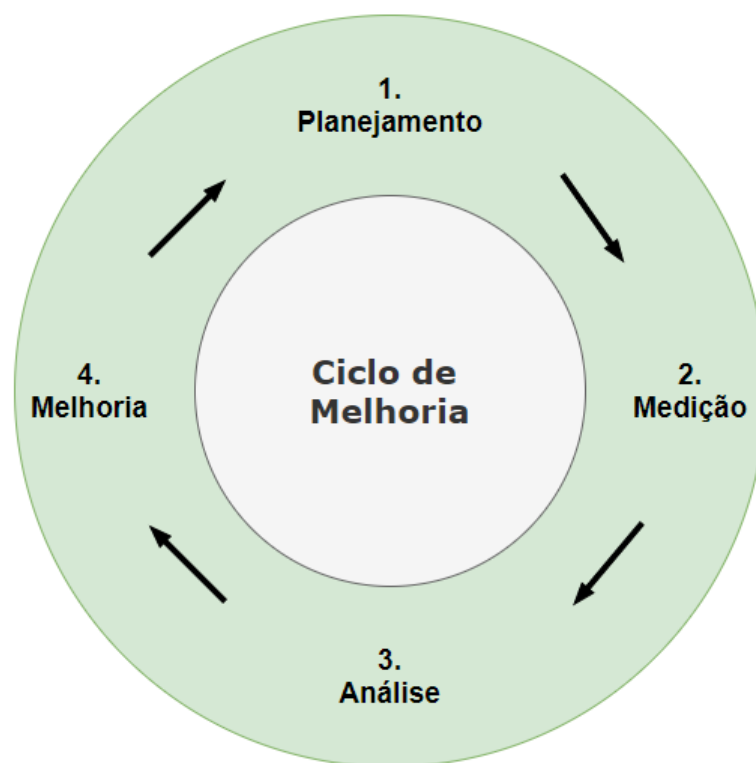 1.
Planejamento
2.
Medição
3.
Análise
4.
Melhoria
Ciclo de
Melhoria